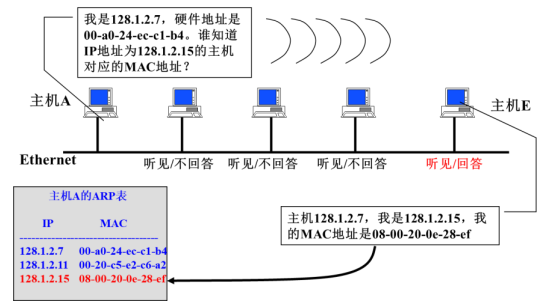 我是128.1.2.7，硬件地址是
00-a0-24-ec-c1-b4。谁知道
IP地址为128.1.2.15的主机
对应的MAC地址？
主机A
主机E
Ethernet
听见/不回答
听见/不回答
听见/不回答
听见/回答
主机A的ARP表
IP MAC
-----------------------------------
128.1.2.7 00-a0-24-ec-c1-b4
128.1.2.11 00-20-c5-e2-c6-a2
128.1.2.15 08-00-20-0e-28-ef
主机128.1.2.7，我是128.1.2.15，我
的MAC地址是08-00-20-0e-28-ef